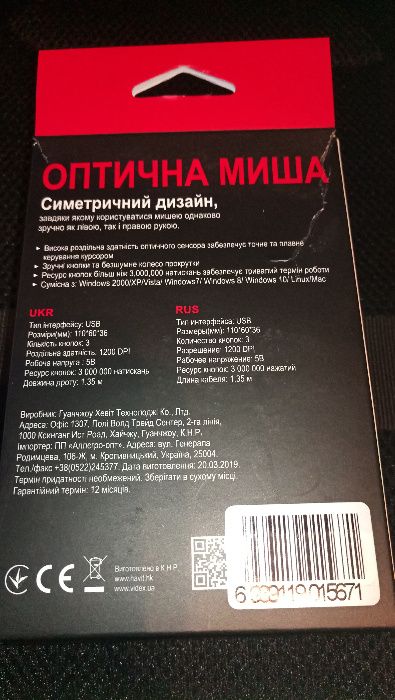 ОПТИЧНА МИША
Симетричний дизайн,
завдяки якому користуватися мишею однаково
зручно як лівою, так і правою рукою.
▸ Висока роздільна здатність оптичного сенсора забезпечує точне та плавне
керування курсором
▸ Зручні кнопки та безшумне колесо прокрутки
▸ Ресурс кнопок більш ніж 3,000,000 натискань забезпечує тривалий термін роботи
▸ Сумісна з: Windows 2000/XP/Vista/ Windows7/ Windows 8/ Windows 10/ Linux/Mac
UKR
Тип інтерфейсу: USB
Розміри(мм): 110*60*36
Кількість кнопок: 3
Роздільна здатність: 1200 DPI
Робоча напруга : 5В
Ресурс кнопок: 3 000 000 натискань
Довжина дроту: 1.35 м
RUS
Тип интерфейса: USB
Размеры(мм): 110*60*36
Количество кнопок: 3
Разрешение: 1200 DPI
Рабочее напряжение: 5В
Ресурс кнопок: 3 000 000 нажатий
Длина кабеля: 1.35 м
Виробник: Гуанчжоу Хевіт Технолоджі Ко., Лтд.
Адреса: Офіс 1307, Полі Волд Трейд Сентер, 2-га лінія,
1000 Ксинганг Ист Роад, Хайчжу, Гуанчжоу, К.Н.Р.
Імпортер: ПП «Аллегро-опт». Адреса: вул. Генерала
Родимцева, 106-Ж, м. Кропивницький, Україна, 25004.
Тел./факс +38(0522)245377. Дата виготовлення: 20.03.2019.
Термін придатності необмежений. Зберігати в сухому місці.
Гарантійний термін: 12 місяців.
CE
Виготовлено в К.Н.Р.
www.havit.hk
www.videx.ua
015671